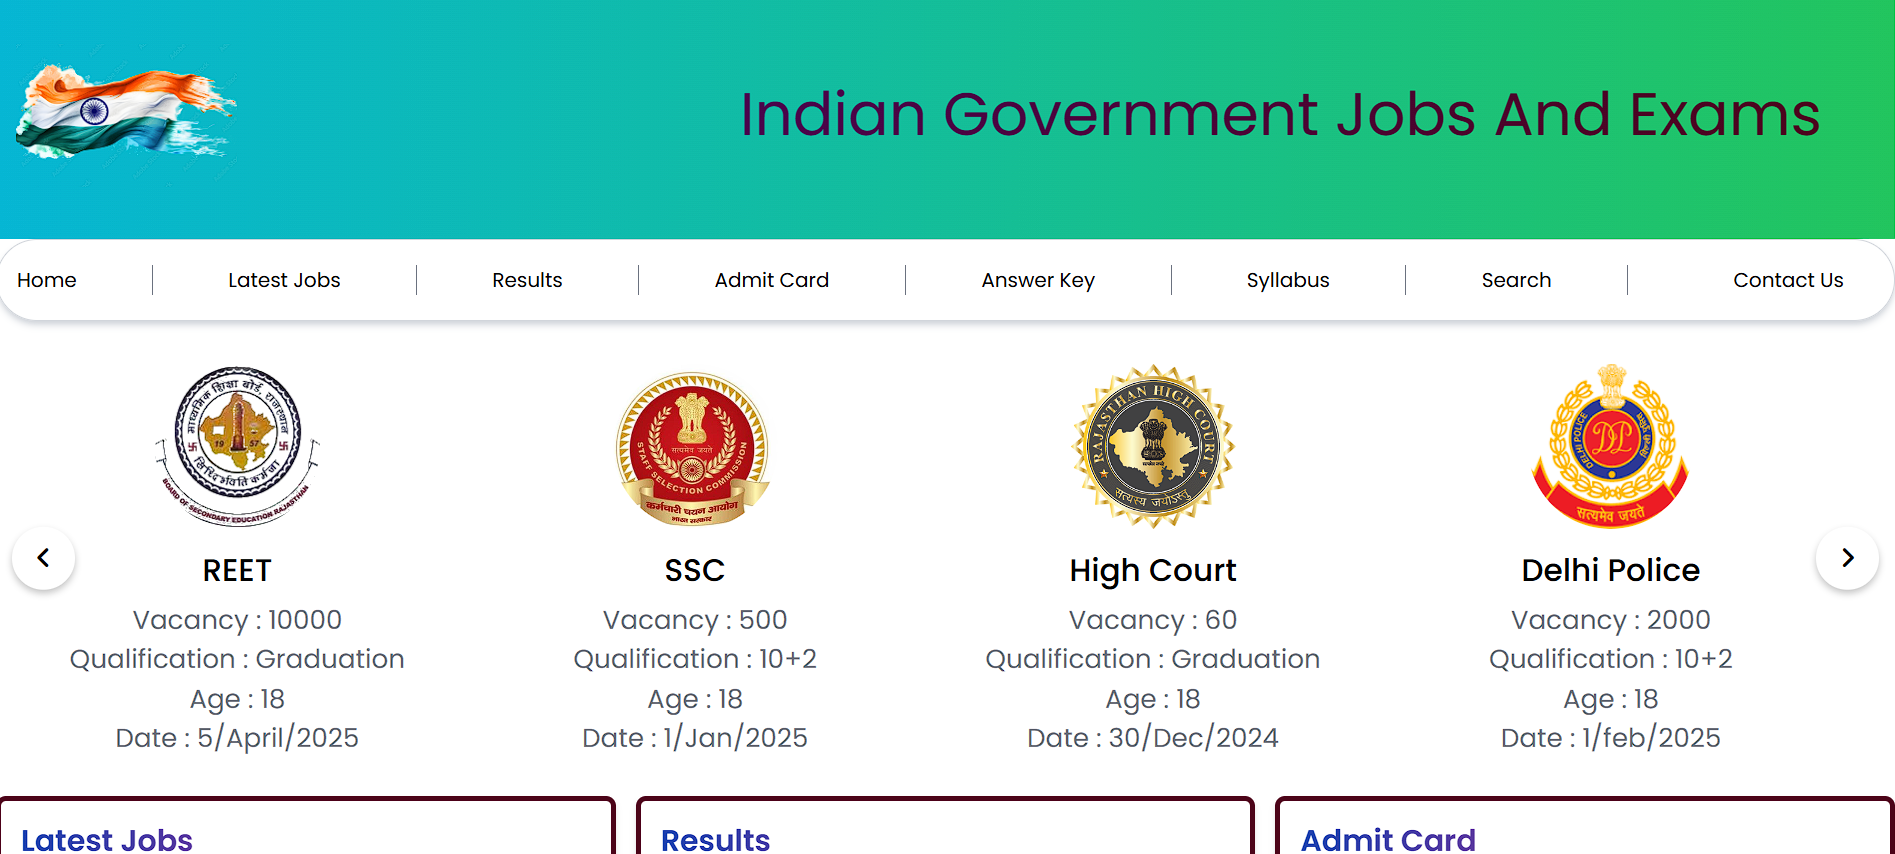 Indian Government Jobs And Exams
Home
Latest Jobs
Results
Admit Card
Answer Key
Syllabus
Search
Contact Us
माध्यमिक शिक्षा बोर्ड, राजस्थान
19 57
BOARD OF SECONDARY EDUCATION RAJASTHAN
REET
Vacancy : 10000
Qualification : Graduation
Age : 18
Date : 5/April/2025
सत्यमेव जयते
STAFF SELECTION COMMISSION
कर्मचारी चयन आयोग
भारत सरकार
SSC
Vacancy : 500
Qualification : 10+2
Age : 18
Date : 1/Jan/2025
RAJASTHAN HIGH COURT
High Court
Vacancy : 60
Qualification : Graduation
Age : 18
Date : 30/Dec/2024
DELHI POLICE
DP
सत्यमेव जयते
Delhi Police
Vacancy : 2000
Qualification : 10+2
Age : 18
Date : 1/feb/2025
Latest Jobs
Results
Admit Card